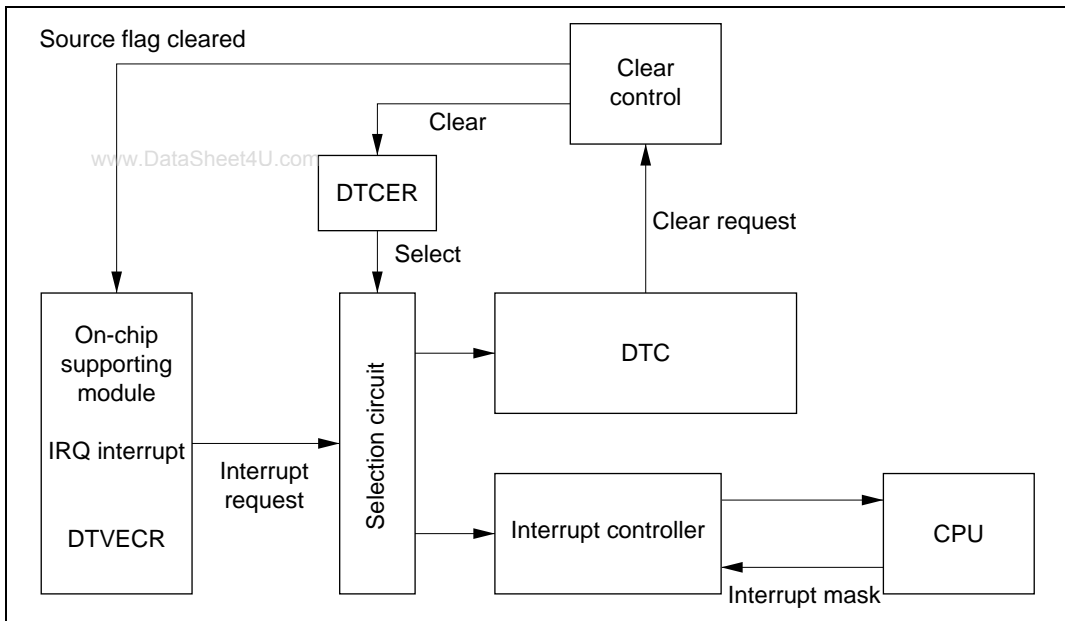 Source flag cleared
Clear
control
Clear
www.DataSheet4U.com
DTCER
Clear request
Select
On-chip
supporting
module
IRQ interrupt
DTVECR
Interrupt
request
Selection circuit
DTC
Interrupt controller
CPU
Interrupt mask